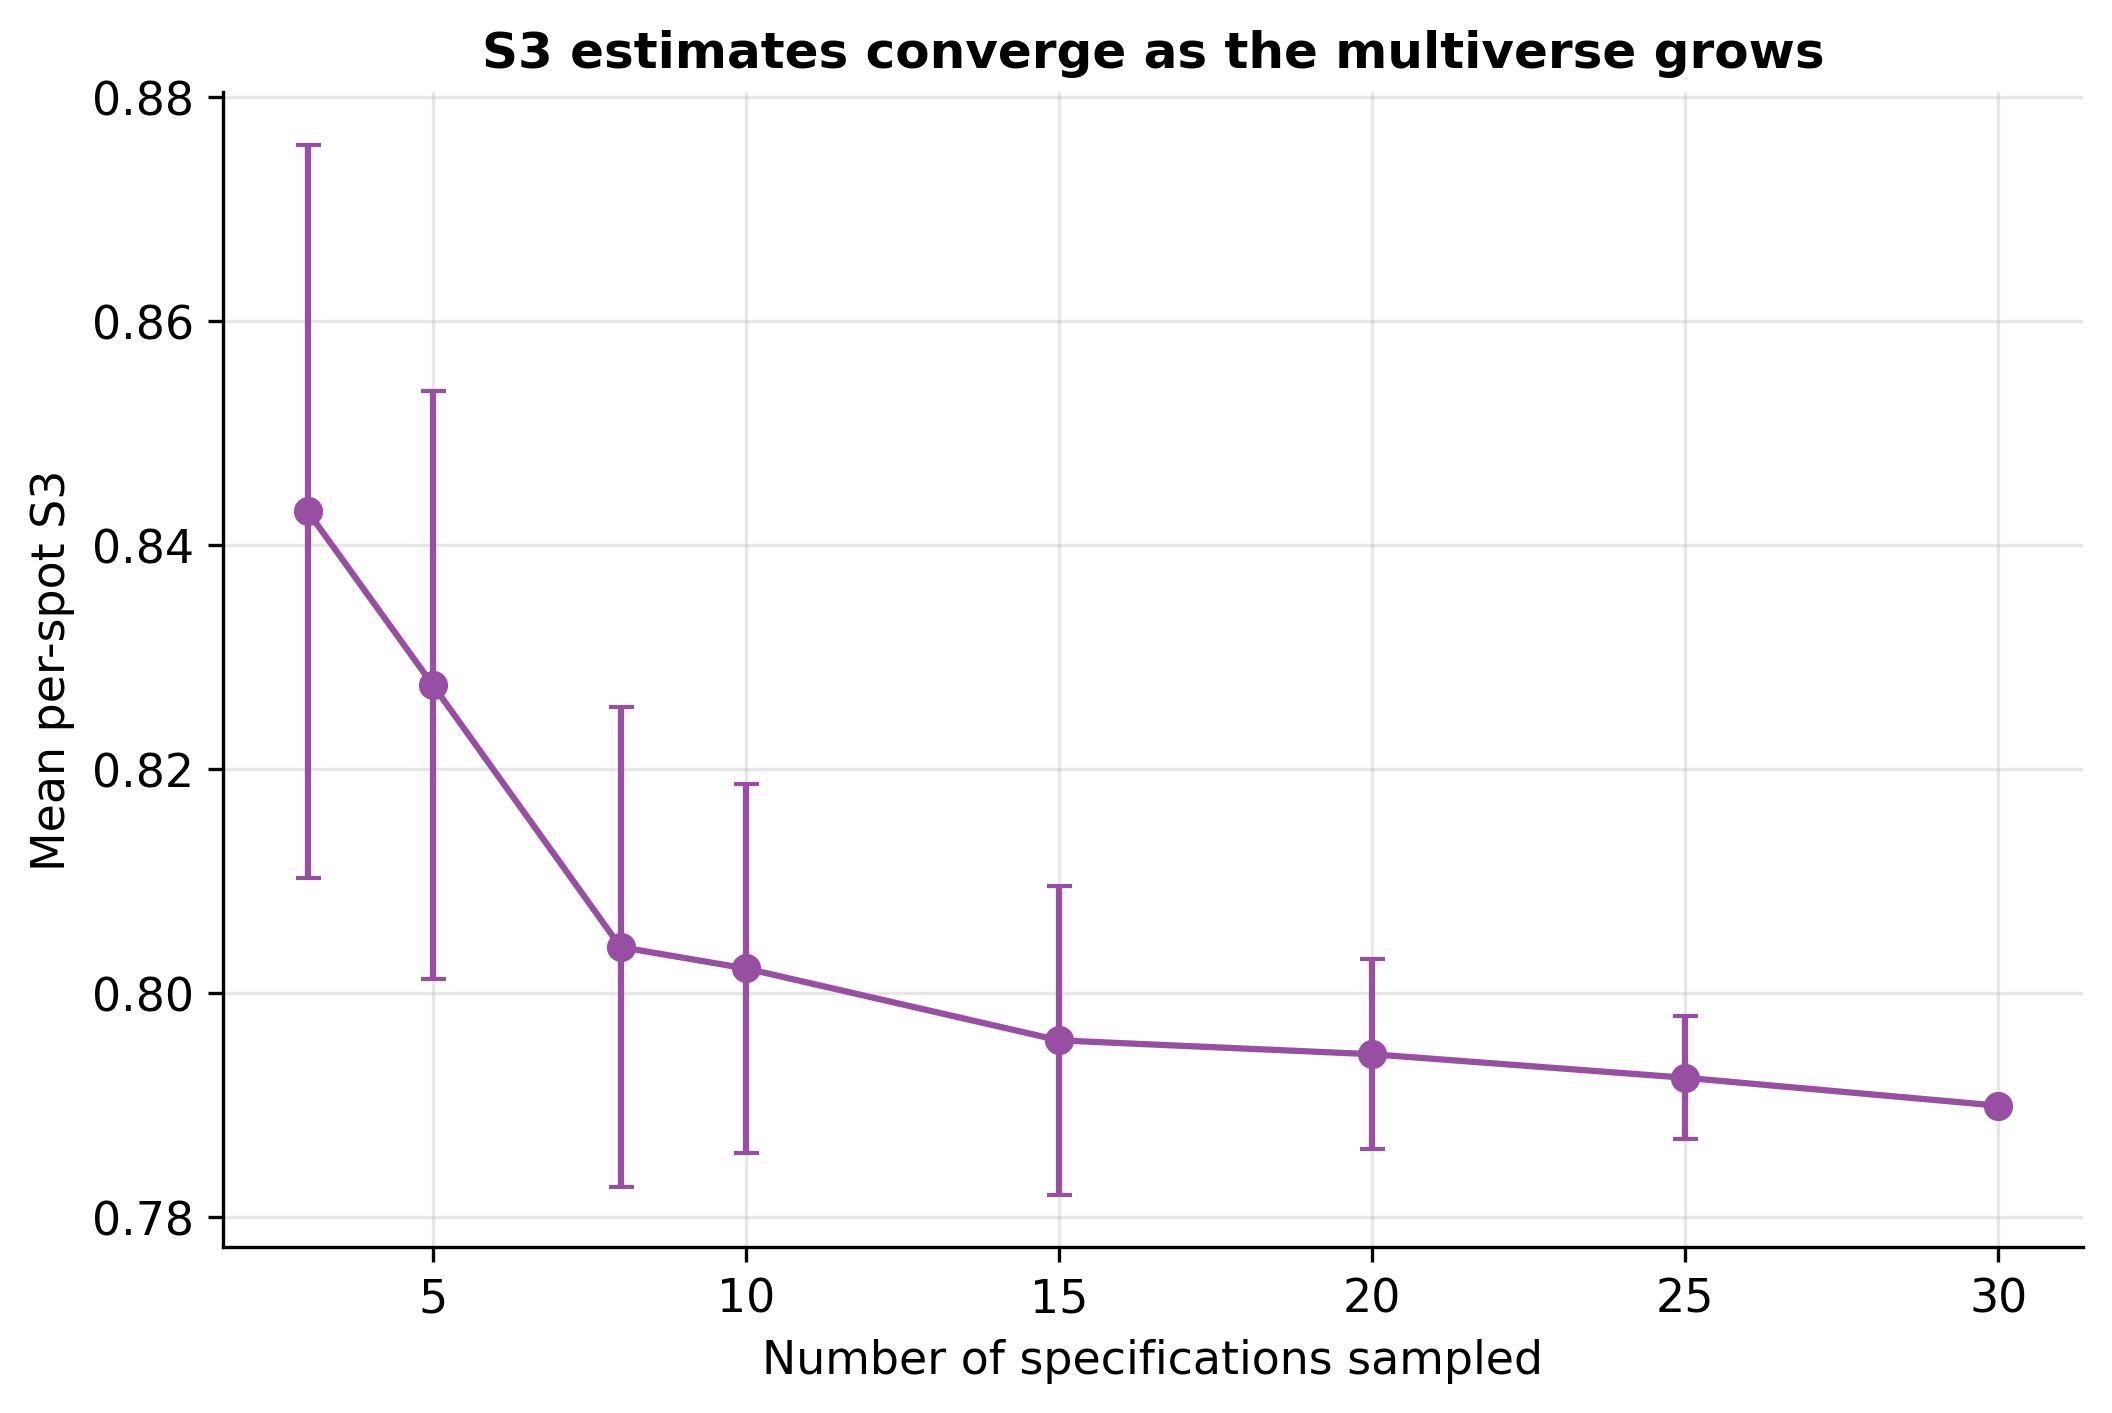 S3 estimates converge as the multiverse grows
Mean per-spot S3
0.88
0.86
0.84
0.82
0.80
0.78
5 10 15 20 25 30
Number of specifications sampled